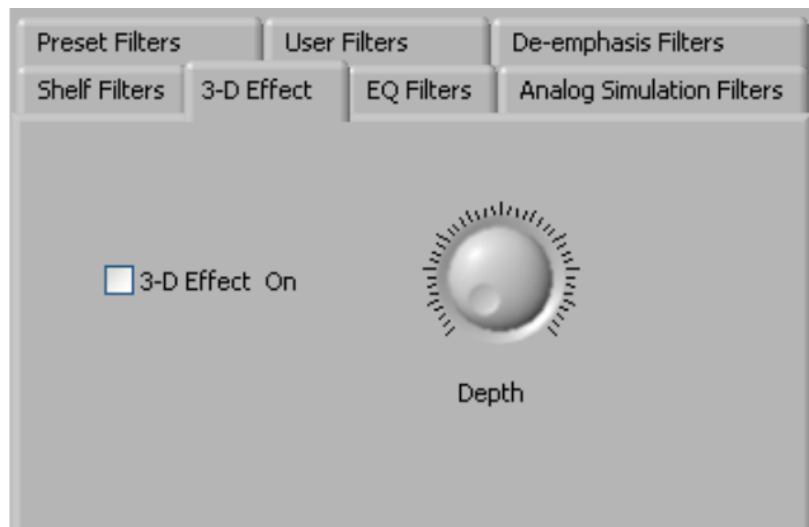 Preset Filters
User Filters
De-emphasis Filters
Shelf Filters
3-D Effect
EQ Filters
Analog Simulation Filters
3-D Effect  On
Depth